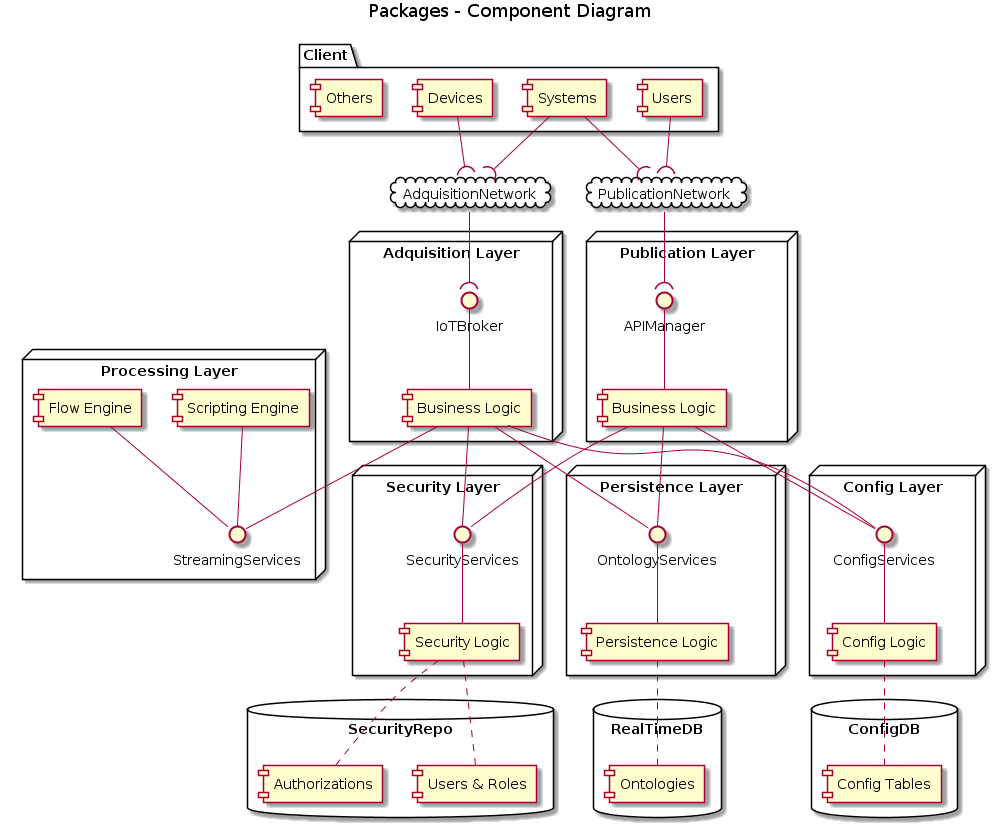 Packages - Component Diagram
Client
Others
Devices
Systems
Users
AdquisitionNetwork
PublicationNetwork
Adquisition Layer
Publication Layer
IoTBroker
APIManager
Processing Layer
Flow Engine
Scripting Engine
Business Logic
Business Logic
Security Layer
Persistence Layer
Config Layer
StreamingServices
SecurityServices
OntologyServices
ConfigServices
Security Logic
Persistence Logic
Config Logic
SecurityRepo
RealTimeDB
ConfigDB
Authorizations
Users & Roles
Ontologies
Config Tables